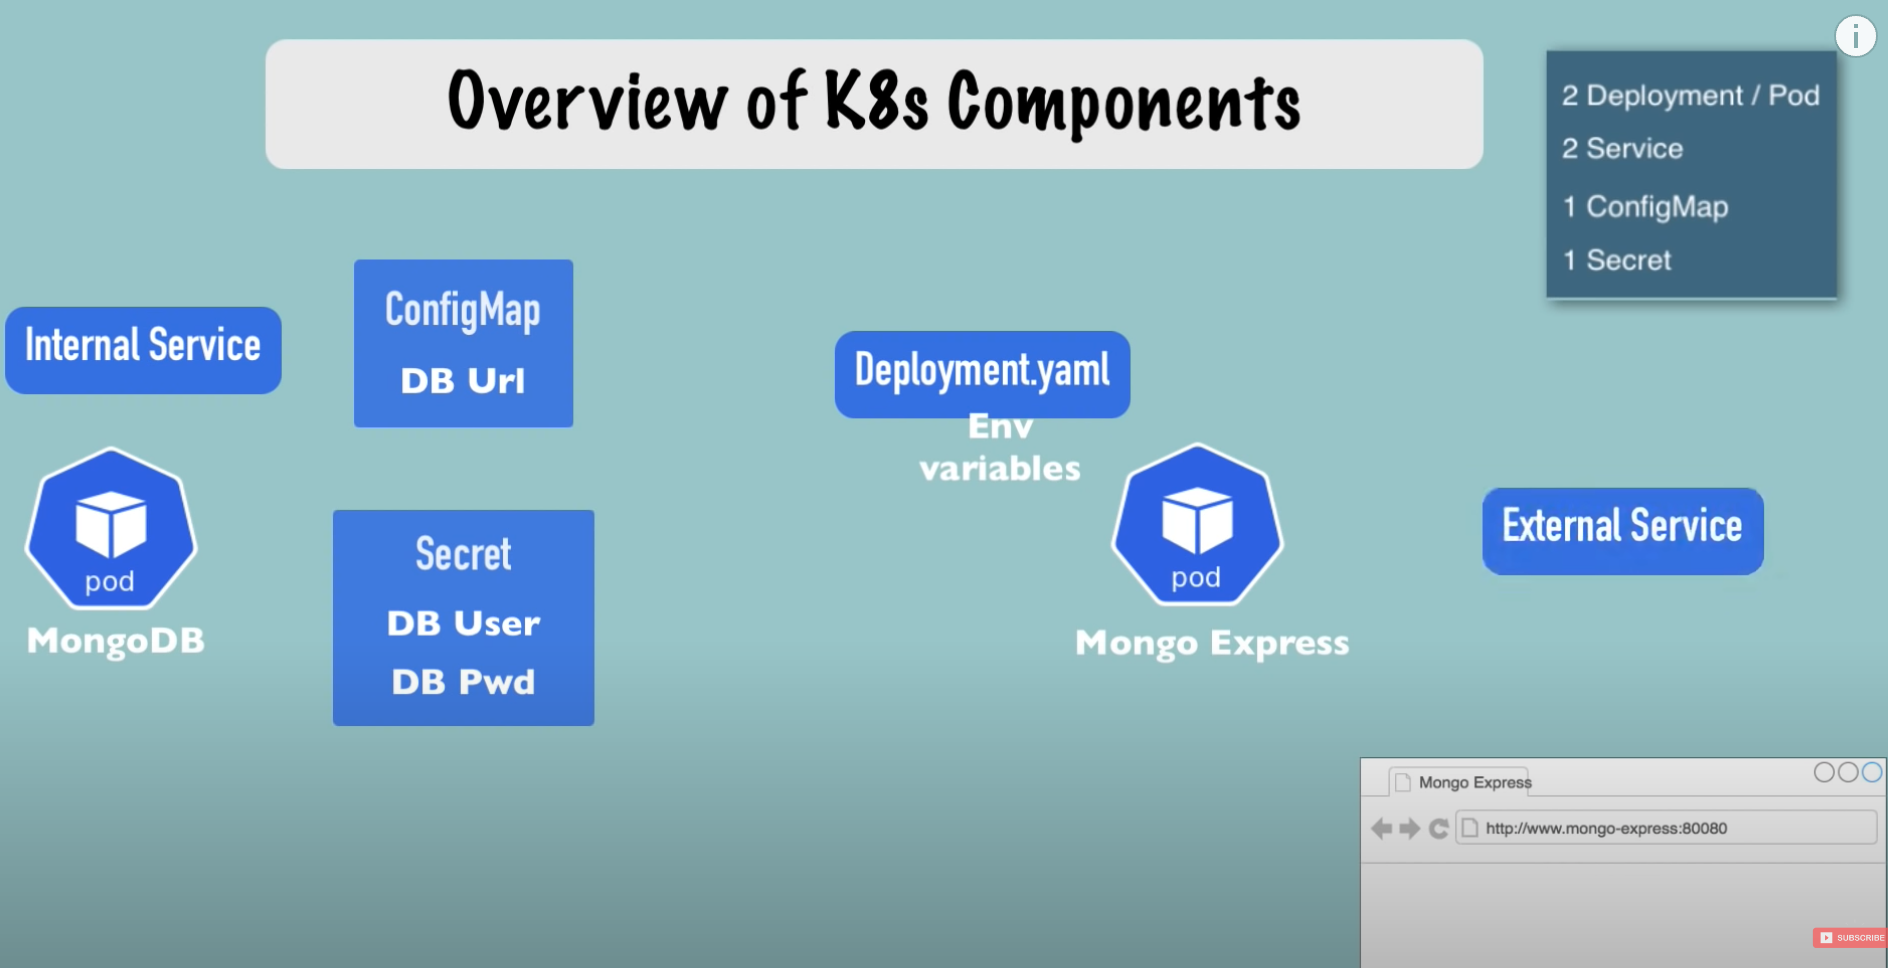 Overview of K8s Components
2 Deployment / Pod
2 Service
1 ConfigMap
1 Secret
Internal Service
ConfigMap
DB Url
Deployment.yaml
Env
variables
pod
MongoDB
Secret
DB User
DB Pwd
pod
Mongo Express
External Service
Mongo Express
http://www.mongo-express:80080
SUBSCRIBE